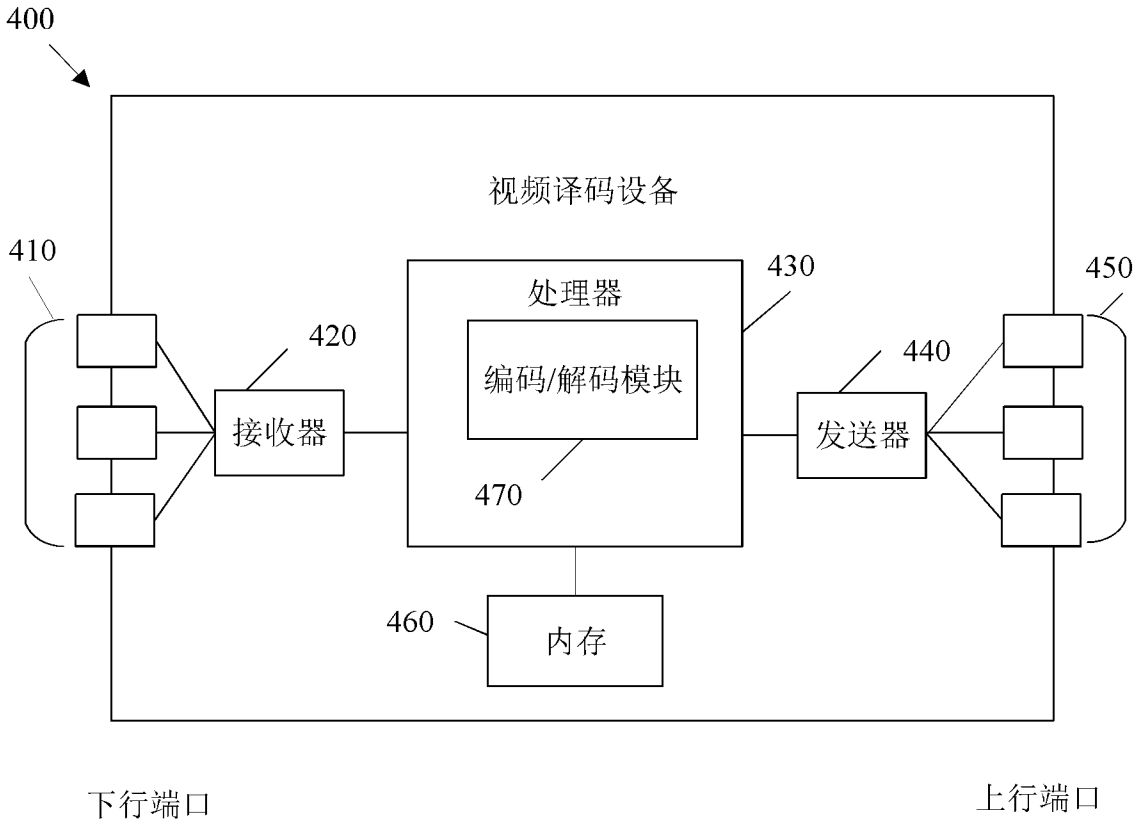 400
视频译码设备
410
430
450
处理器
420
440
编码/解码模块
接收器
发送器
470
460
内存
下行端口
上行端口